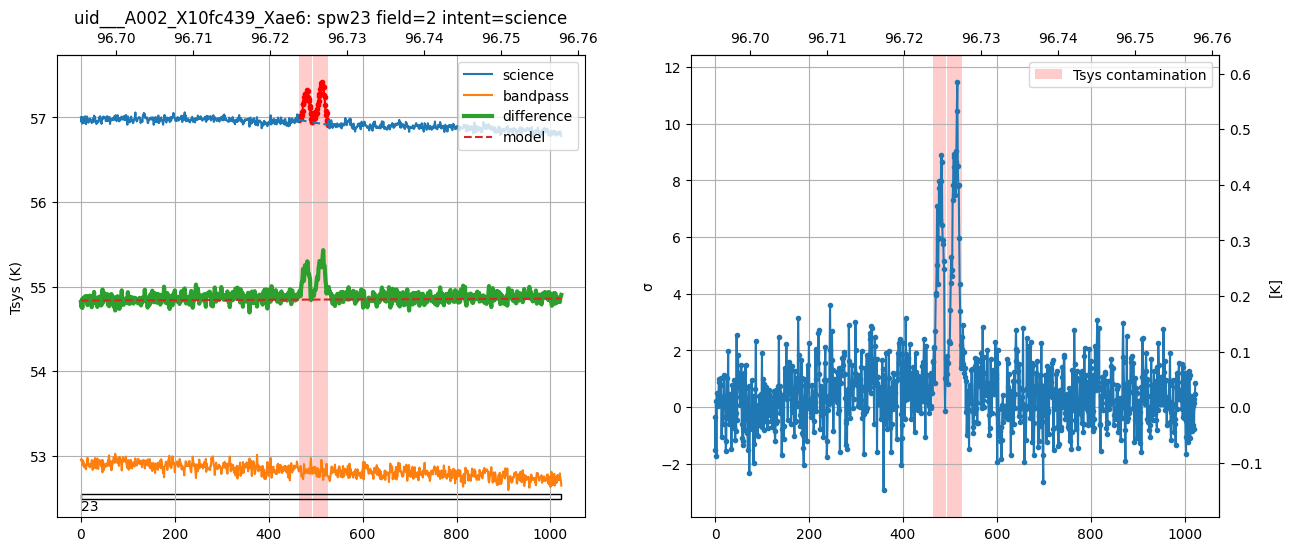 uid___A002_X10fc439_Xae6: spw23 field=2 intent=science
96.70 96.71 96.72 96.73 96.74 96.75 96.76
57
56
55
54
53
Tsys (K)
science
bandpass
difference
model
23
0 200 400 600 800 1000
96.70 96.71 96.72 96.73 96.74 96.75 96.76
12
10
8
6
4
2
0
−2
σ
Tsys contamination
0.6
0.5
0.4
0.3
0.2
0.1
0.0
−0.1
[K]
0 200 400 600 800 1000